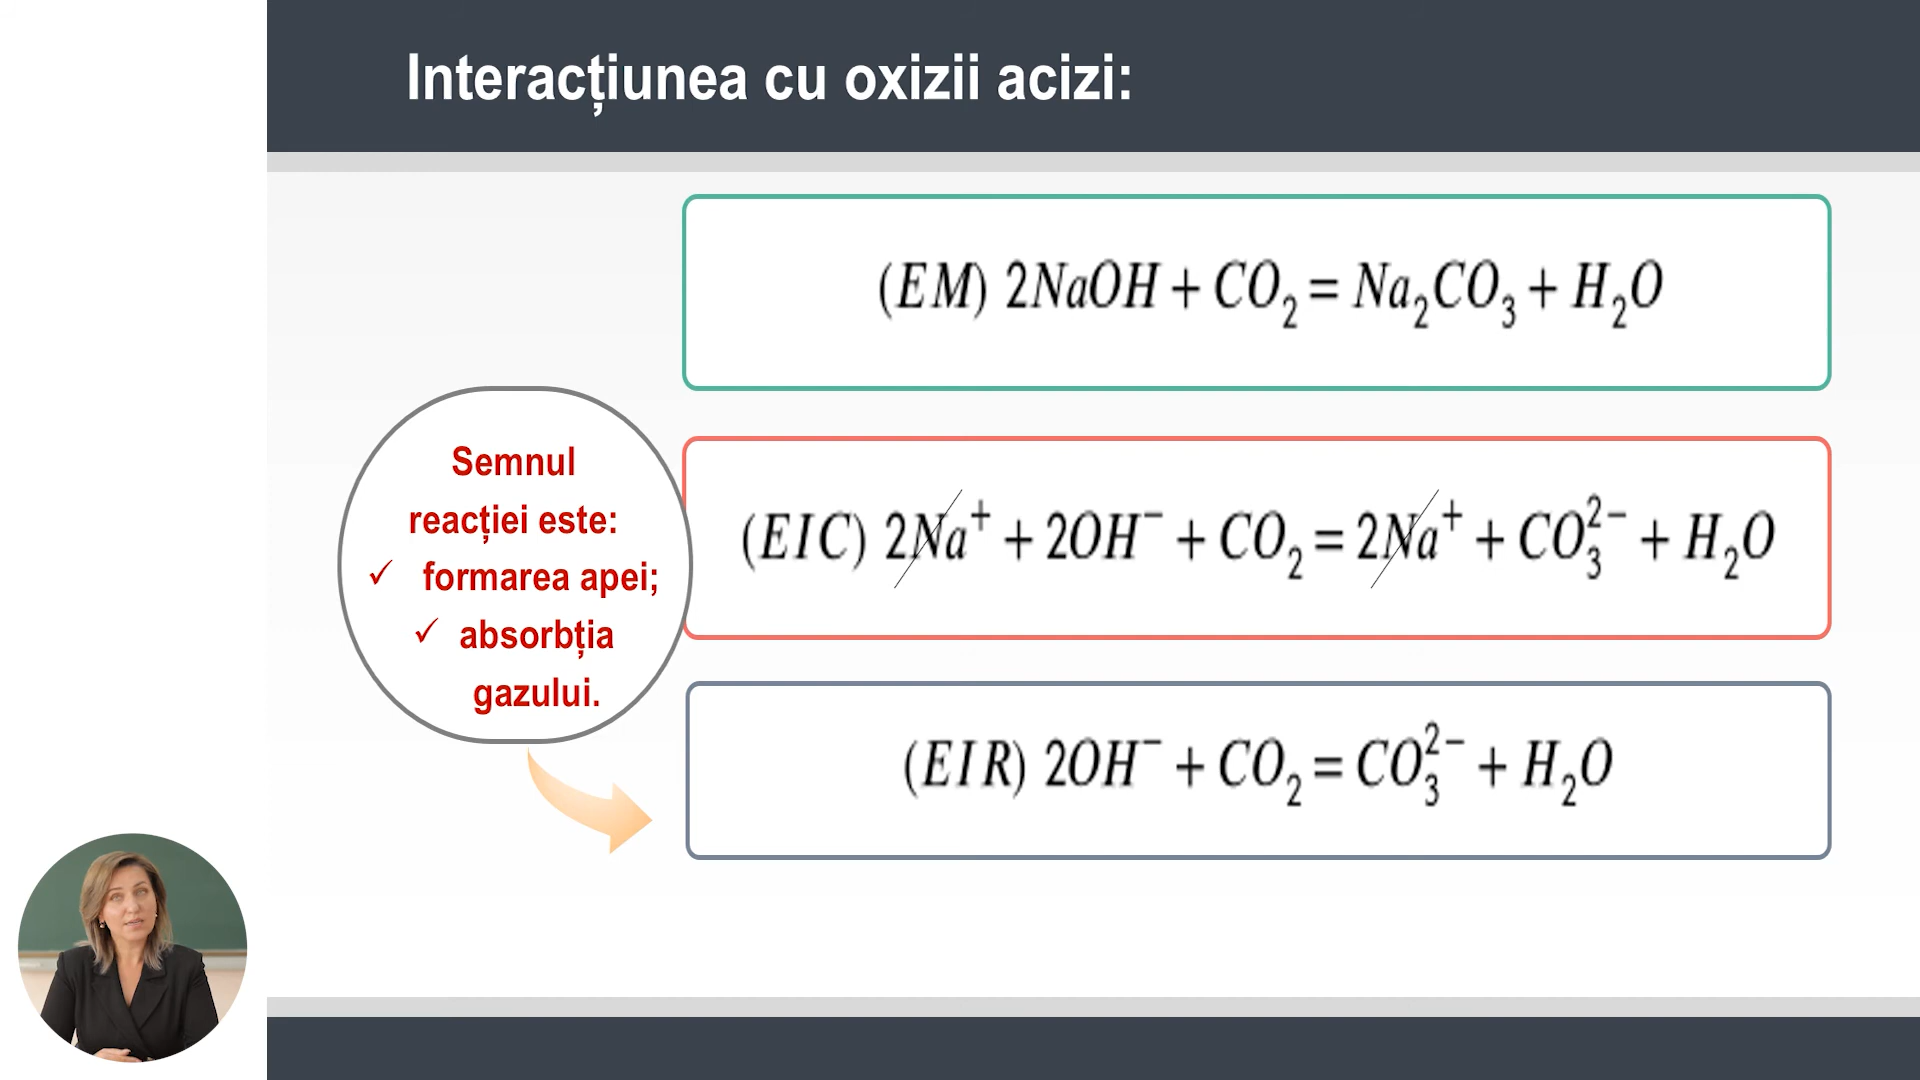 Interacțiunea cu oxizii acizi:
(EM) 2NaOH + CO₂ = Na₂CO₃ + H₂O
Semnul
reacției este:
✓ formarea apei;
✓ absorbția
gazului.
(EIC) 2Na⁺ + 2OH⁻ + CO₂ = 2Na⁺ + CO₃²⁻ + H₂O
(EIR) 2OH⁻ + CO₂ = CO₃²⁻ + H₂O